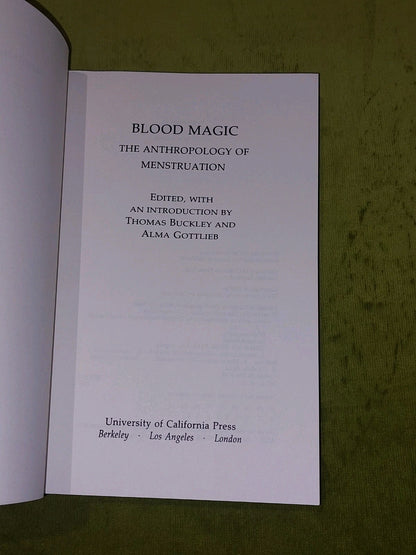 BLOOD MAGIC
THE ANTHROPOLOGY OF
MENSTRUATION
EDITED, WITH
AN INTRODUCTION BY
THOMAS BUCKLEY AND
ALMA GOTTLIEB
University of California Press
Berkeley · Los Angeles · London